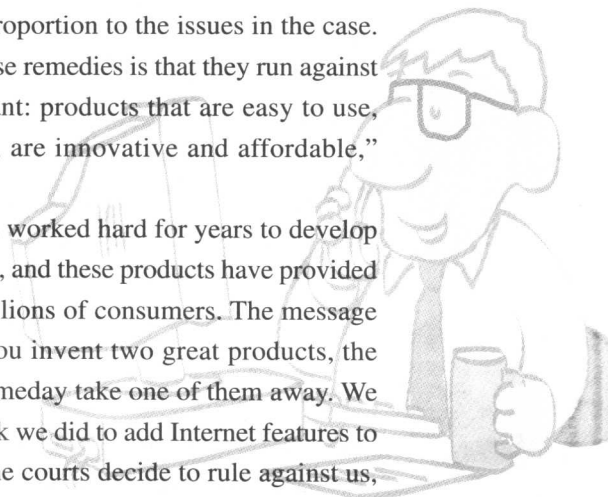 roportion to the issues in the case.
se remedies is that they run against
nt: products that are easy to use,
are innovative and affordable,”
worked hard for years to develop
, and these products have provided
lions of consumers. The message
ou invent two great products, the
meday take one of them away. We
k we did to add Internet features to
e courts decide to rule against us,